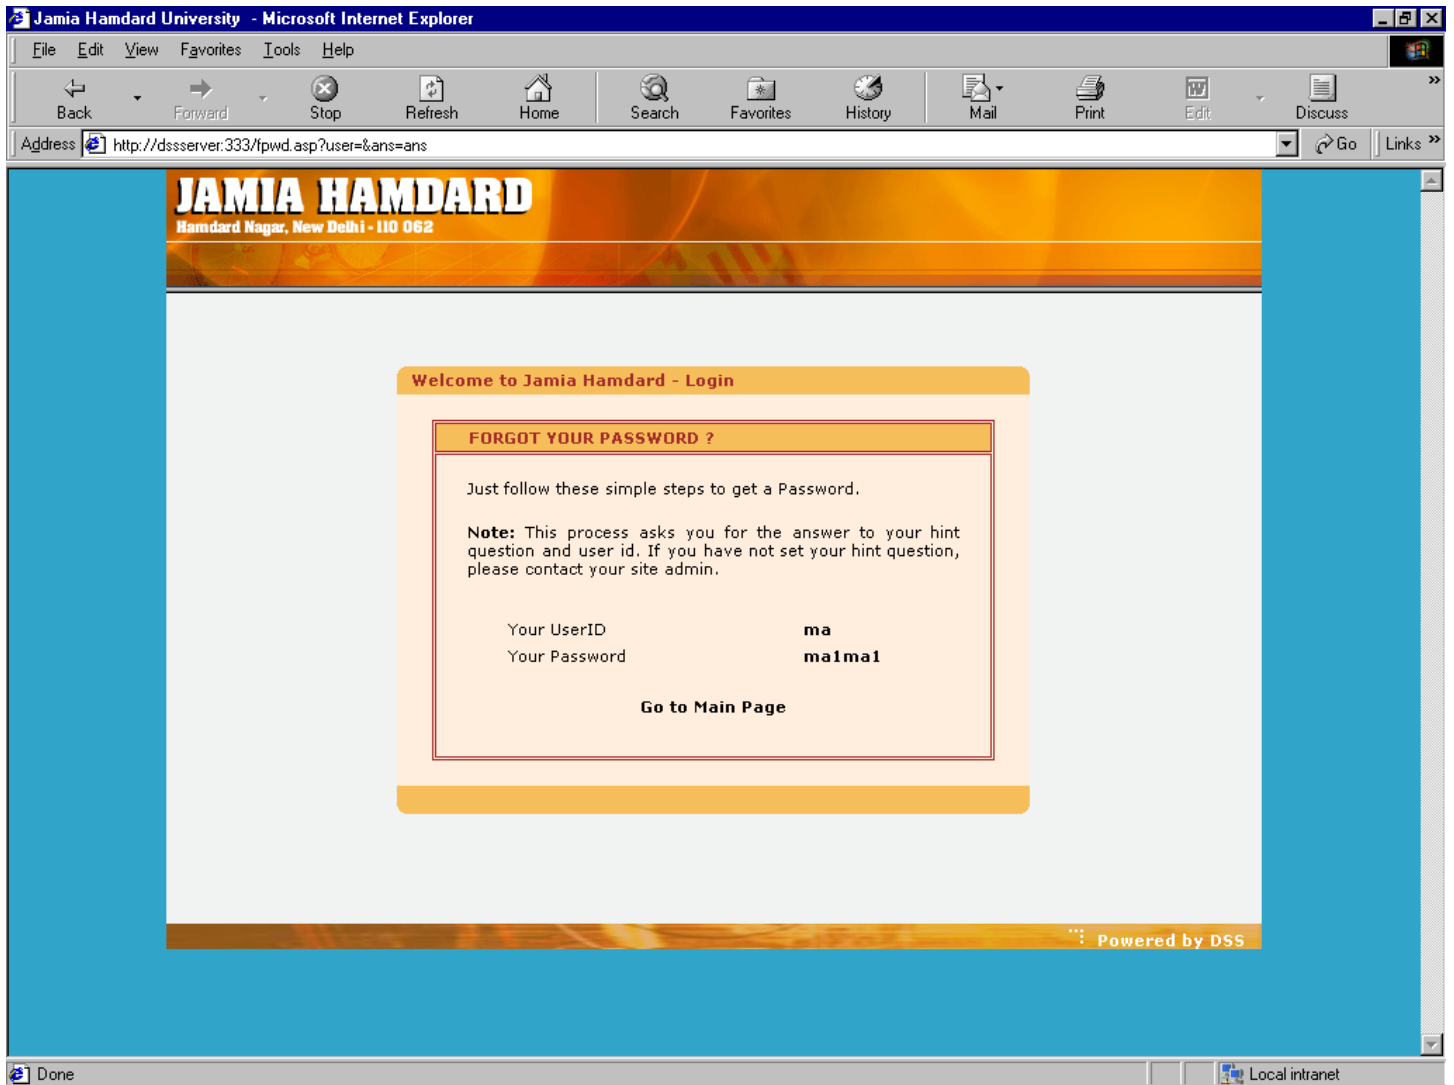 Jamia Hamdard University - Microsoft Internet Explorer
File Edit View Favorites Tools Help
Back Forward Stop Refresh Home Search Favorites History Mail Print Edit Discuss »
Address http://dssserver:333/fpwd.asp?user=&ans=ans Go Links »
JAMIA HAMDARD
Hamdard Nagar, New Delhi - 110 062
Welcome to Jamia Hamdard - Login
FORGOT YOUR PASSWORD ?
Just follow these simple steps to get a Password.
Note: This process asks you for the answer to your hint
question and user id. If you have not set your hint question,
please contact your site admin.
Your UserID ma
Your Password ma1ma1
Go to Main Page
Powered by DSS
Done Local intranet